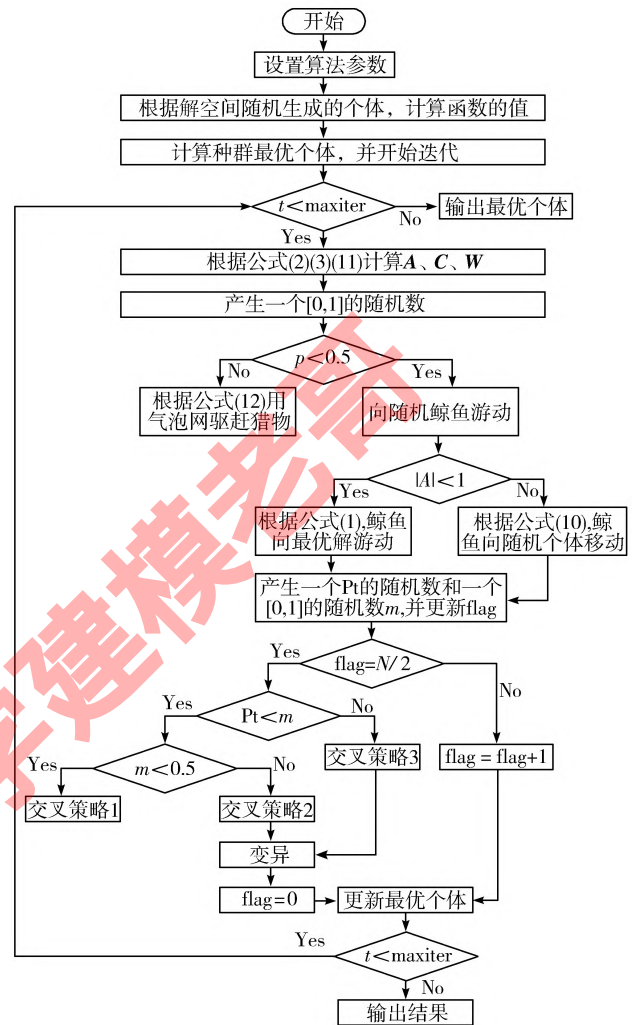 开始
设置算法参数
根据解空间随机生成的个体，计算函数的值
计算种群最优个体，并开始迭代
t<maxiter
No
输出最优个体
Yes
根据公式(2)(3)(11)计算A、C、W
产生一个[0,1]的随机数
p<0.5
No
Yes
根据公式(12)用
气泡网驱赶猎物
向随机鲸鱼游动
|A|<1
Yes
No
根据公式(1),鲸鱼
向最优解游动
根据公式(10),鲸
鱼向随机个体移动
产生一个Pt的随机数和一个
[0,1]的随机数m,并更新flag
flag=N/2
Yes
No
Pt<m
Yes
No
交叉策略3
flag=flag+1
m<0.5
Yes
No
交叉策略1
交叉策略2
变异
flag=0
更新最优个体
t<maxiter
Yes
No
输出结果
学建模老哥